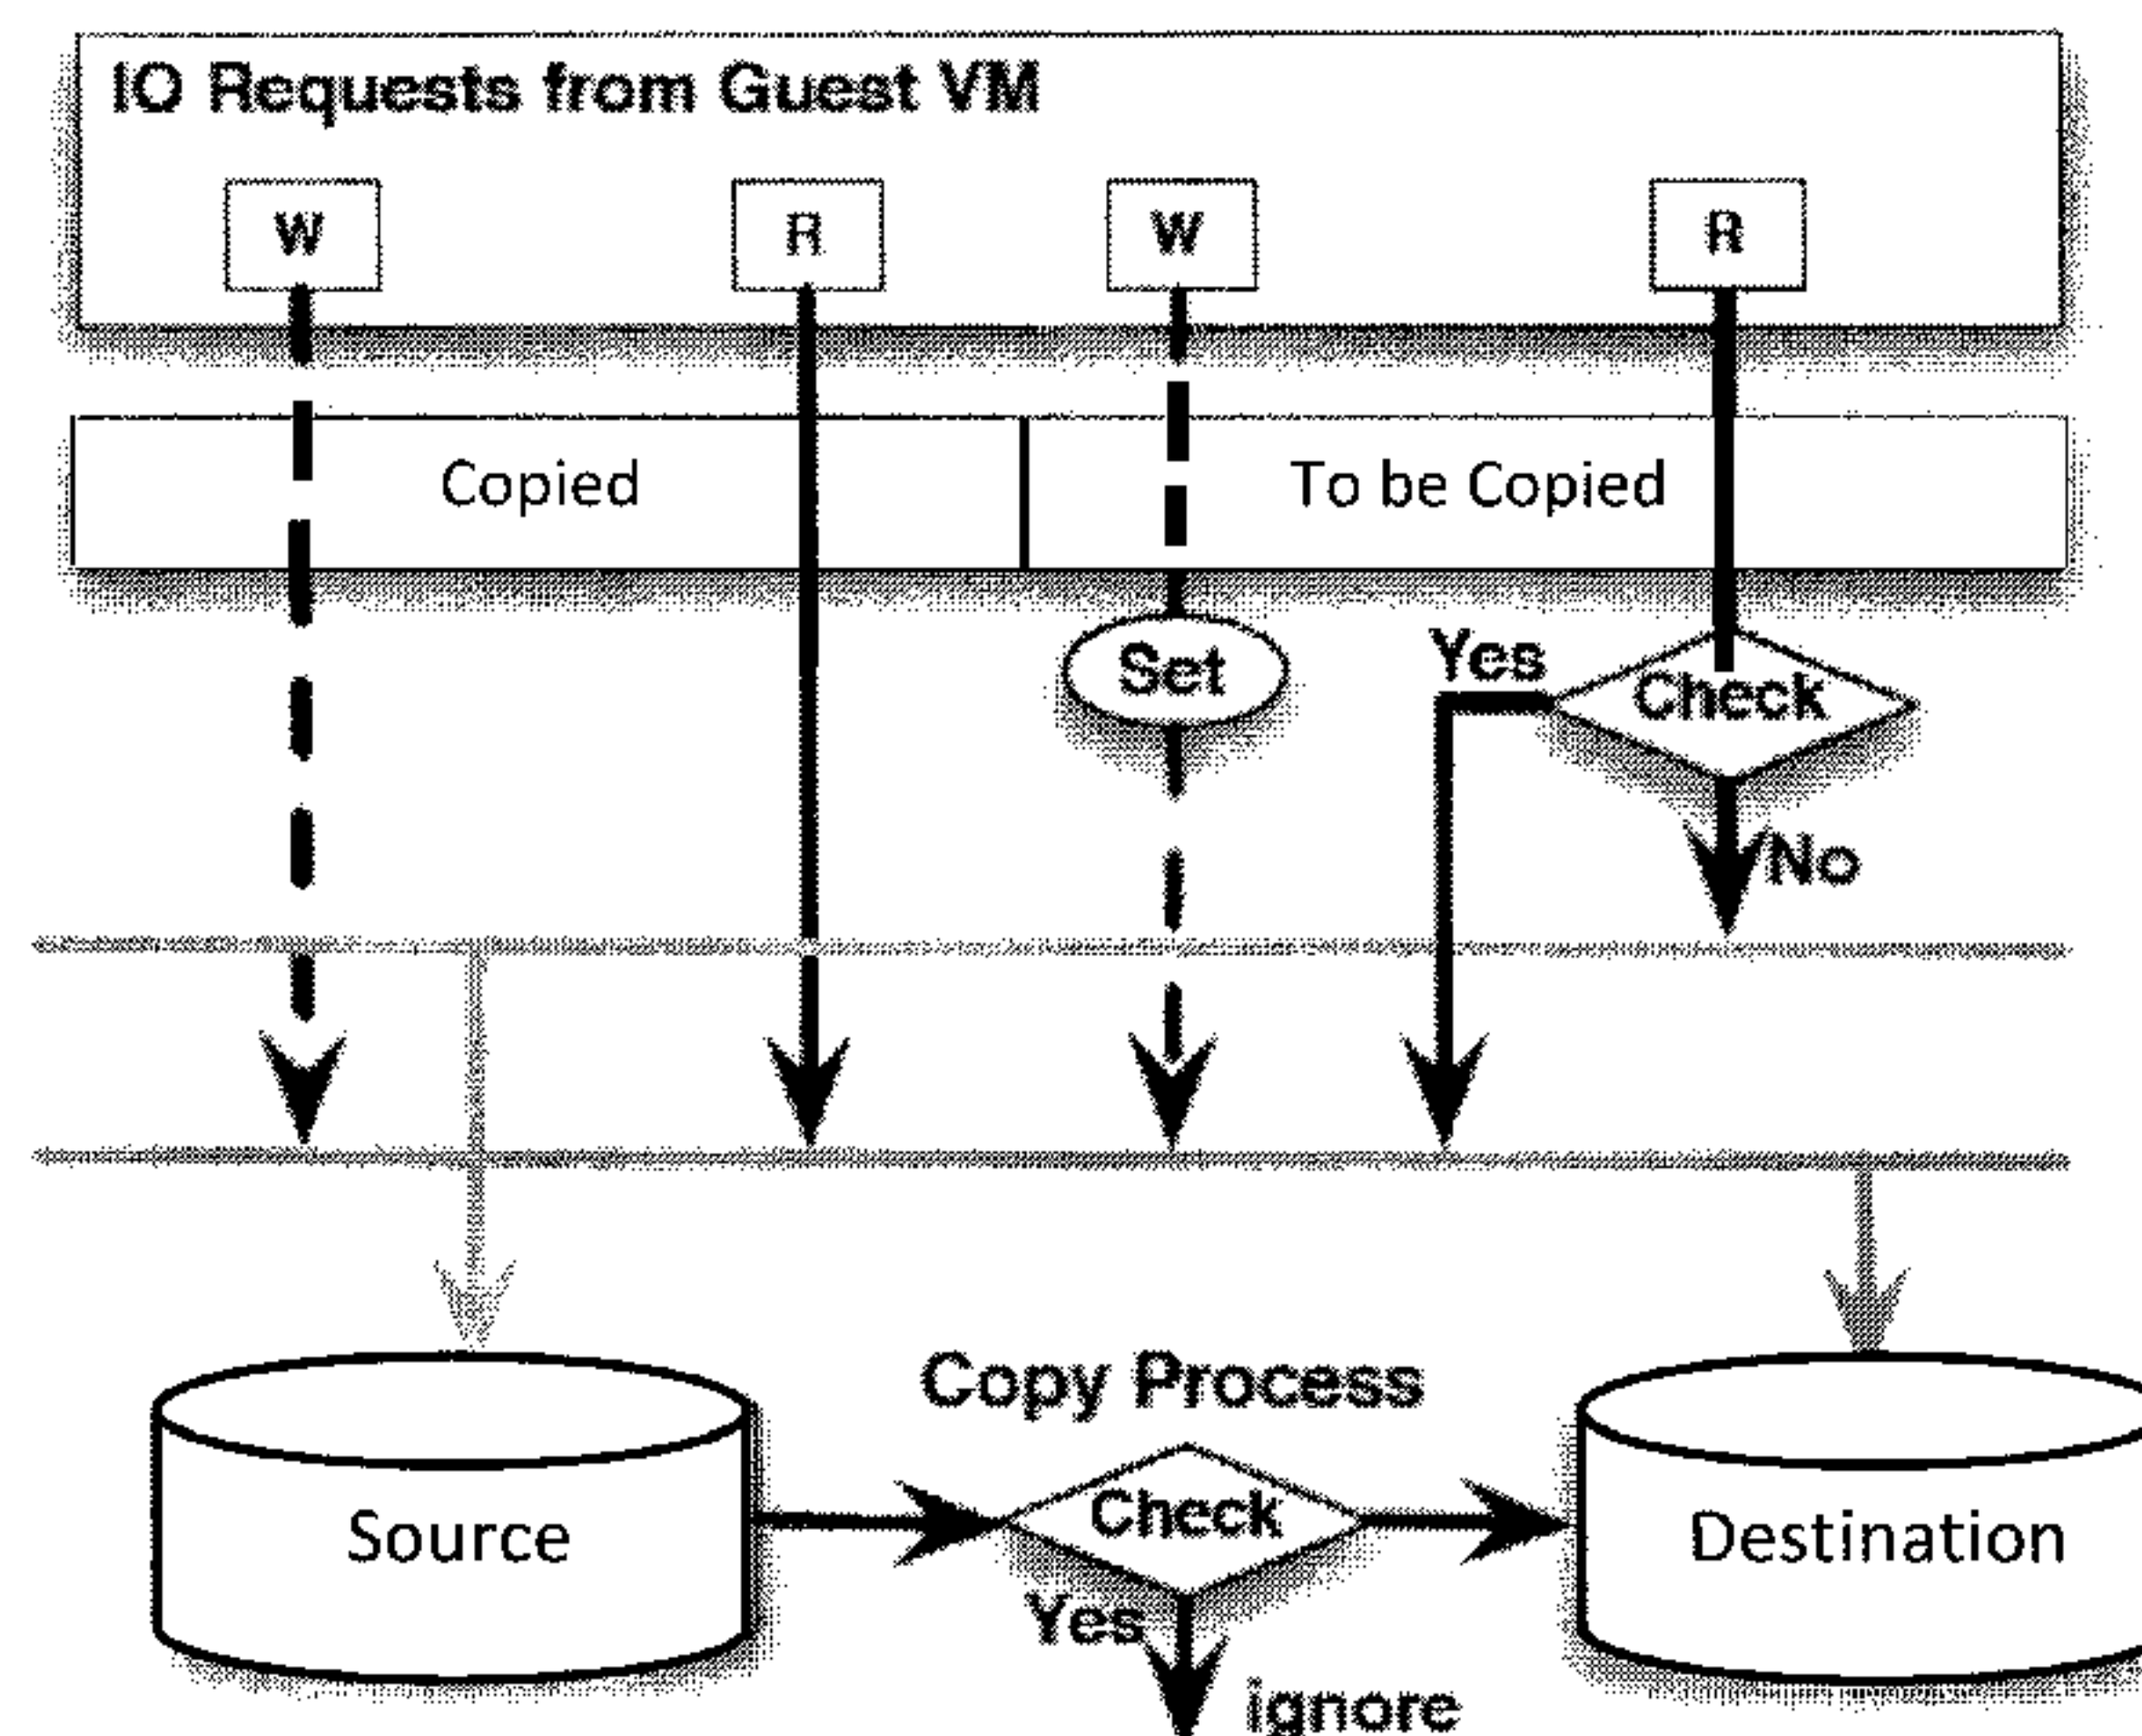 IO Requests from Guest VM
W R W R
Copied To be Copied
Set Yes Check
No
Copy Process
Source Check Destination
Yes
ignore